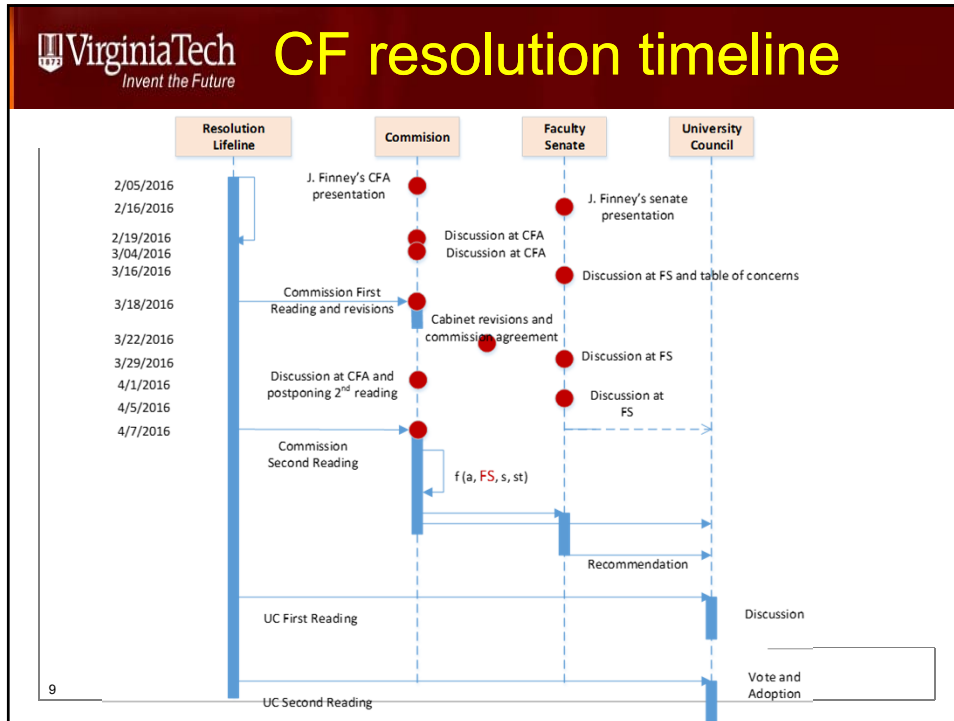 VirginiaTech
1872
Invent the Future
CF resolution timeline
Resolution
Lifeline
Commision
Faculty
Senate
University
Council
2/05/2016
J. Finney's CFA
presentation
2/16/2016
J. Finney's senate
presentation
2/19/2016
Discussion at CFA
3/04/2016
Discussion at CFA
3/16/2016
Discussion at FS and table of concerns
3/18/2016
Commission First
Reading and revisions
3/22/2016
Cabinet revisions and
commission agreement
3/29/2016
Discussion at FS
4/1/2016
Discussion at CFA and
postponing 2nd reading
4/5/2016
Discussion at
FS
4/7/2016
Commission
Second Reading
f (a, FS, s, st)
Recommendation
UC First Reading
Discussion
UC Second Reading
Vote and
Adoption
9